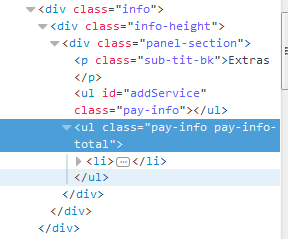 <div class="info">
<div class="info-height">
<div class="panel-section">
<p class="sub-tit-bk">Extras
</p>
<ul id="addService"
class="pay-info"></ul>
<ul class="pay-info pay-info-
total">
<li>…</li>
</ul>
</div>
</div>
</div>